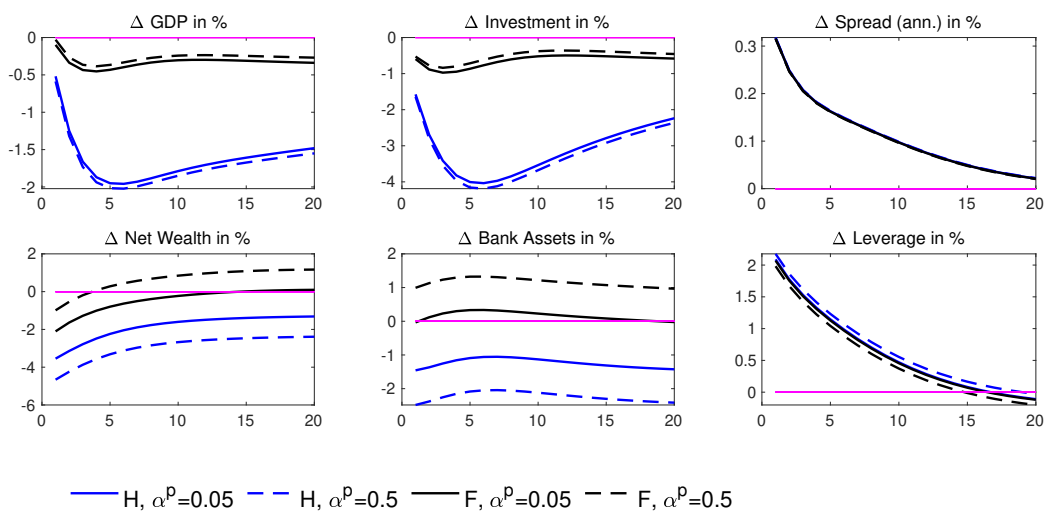 Δ GDP in %
Δ Investment in %
Δ Spread (ann.) in %
0
-0.5
-1
-1.5
-2
0 5 10 15 20
0
-1
-2
-3
-4
0 5 10 15 20
0.3
0.2
0.1
0
0 5 10 15 20
Δ Net Wealth in %
Δ Bank Assets in %
Δ Leverage in %
2
0
-2
-4
-6
0 5 10 15 20
2
1
0
-1
-2
0 5 10 15 20
2
1.5
1
0.5
0
0 5 10 15 20
H, α^p=0.05 H, α^p=0.5 F, α^p=0.05 F, α^p=0.5